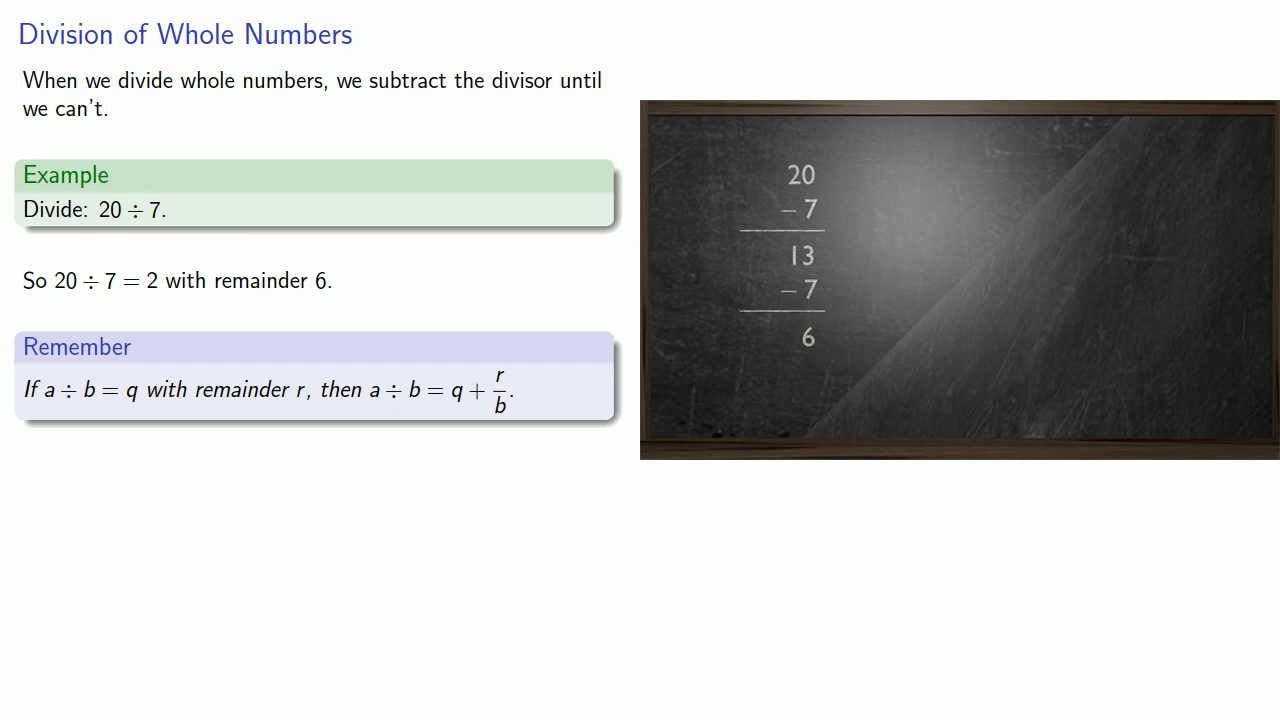 Division of Whole Numbers
When we divide whole numbers, we subtract the divisor until
we can't.
Example
Divide: 20 ÷ 7.
So 20 ÷ 7 = 2 with remainder 6.
Remember
If a ÷ b = q with remainder r, then a ÷ b = q + r/b.
20
− 7
13
− 7
6